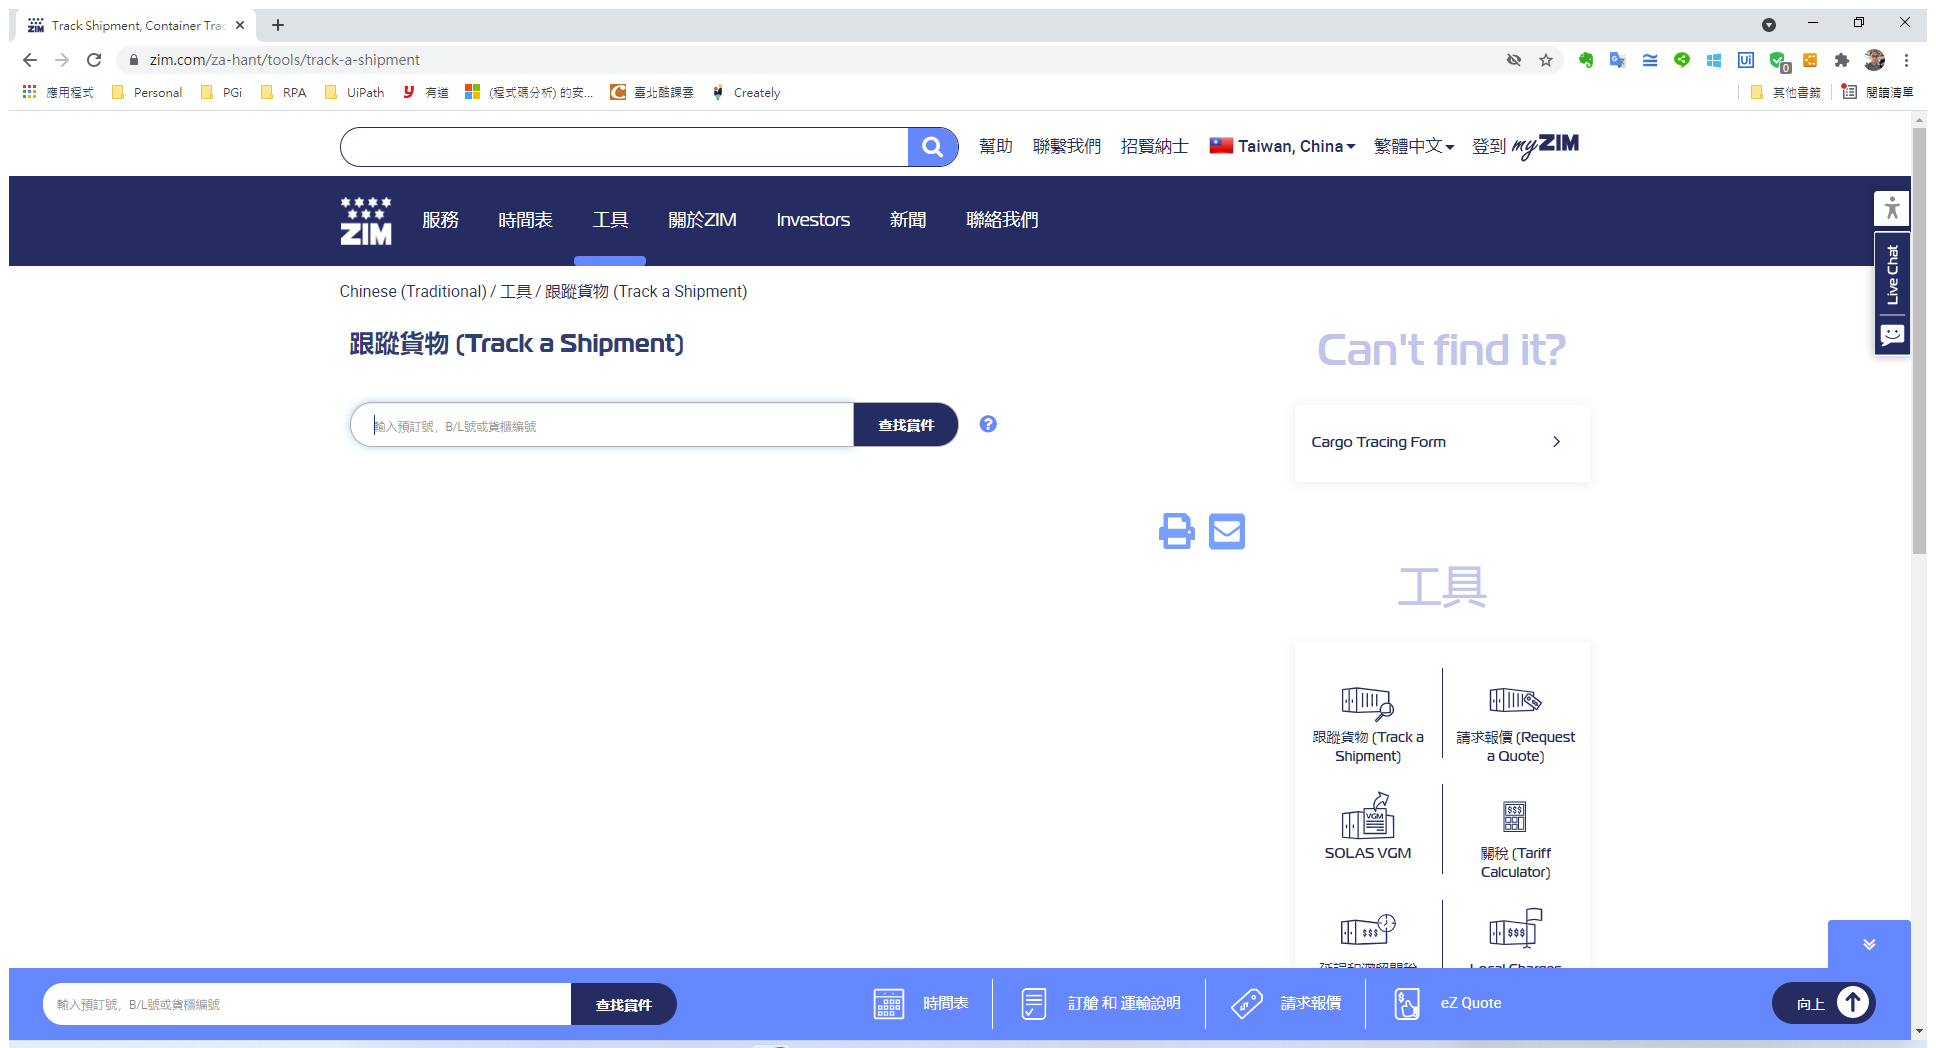 Track Shipment, Container Trac
zim.com/za-hant/tools/track-a-shipment
應用程式 Personal PGi RPA UiPath 有道 (程式碼分析) 的安... 臺北酷課雲 Creately 其他書籤 閱讀清單
幫助 聯繫我們 招賢納士 Taiwan, China 繁體中文 登到 myZIM
ZIM 服務 時間表 工具 關於ZIM Investors 新聞 聯絡我們
Live Chat
Chinese (Traditional) / 工具 / 跟蹤貨物 (Track a Shipment)
跟蹤貨物 (Track a Shipment)
Can't find it?
輸入預訂號，B/L號或貨櫃編號 查找貨件 ?
Cargo Tracing Form
工具
跟蹤貨物 (Track a
Shipment)
請求報價 (Request
a Quote)
VGM
SOLAS VGM
$$$
關稅 (Tariff
Calculator)
$$$
$$$
延誤和滯留關稅
Local Charges
輸入預訂號，B/L號或貨櫃編號 查找貨件 時間表 訂艙 和 運輸說明 請求報價 eZ Quote 向上